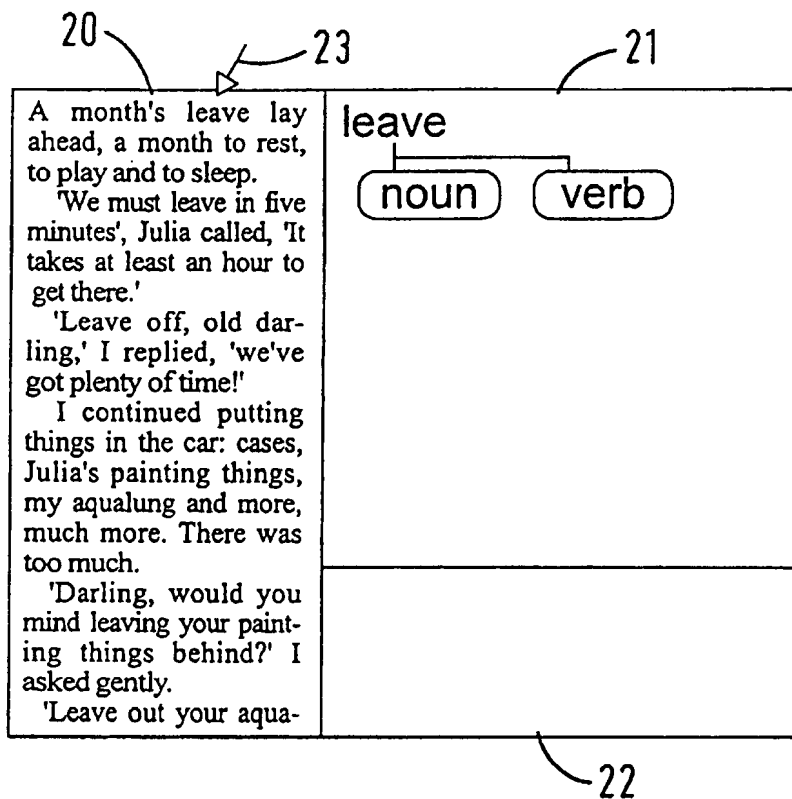 20
23
21
A month's leave lay
ahead, a month to rest,
to play and to sleep.
'We must leave in five
minutes', Julia called, 'It
takes at least an hour to
get there.'
'Leave off, old dar-
ling,' I replied, 'we've
got plenty of time!'
I continued putting
things in the car: cases,
Julia's painting things,
my aqualung and more,
much more. There was
too much.
'Darling, would you
mind leaving your paint-
ing things behind?' I
asked gently.
'Leave out your aqua-
leave
noun verb
22